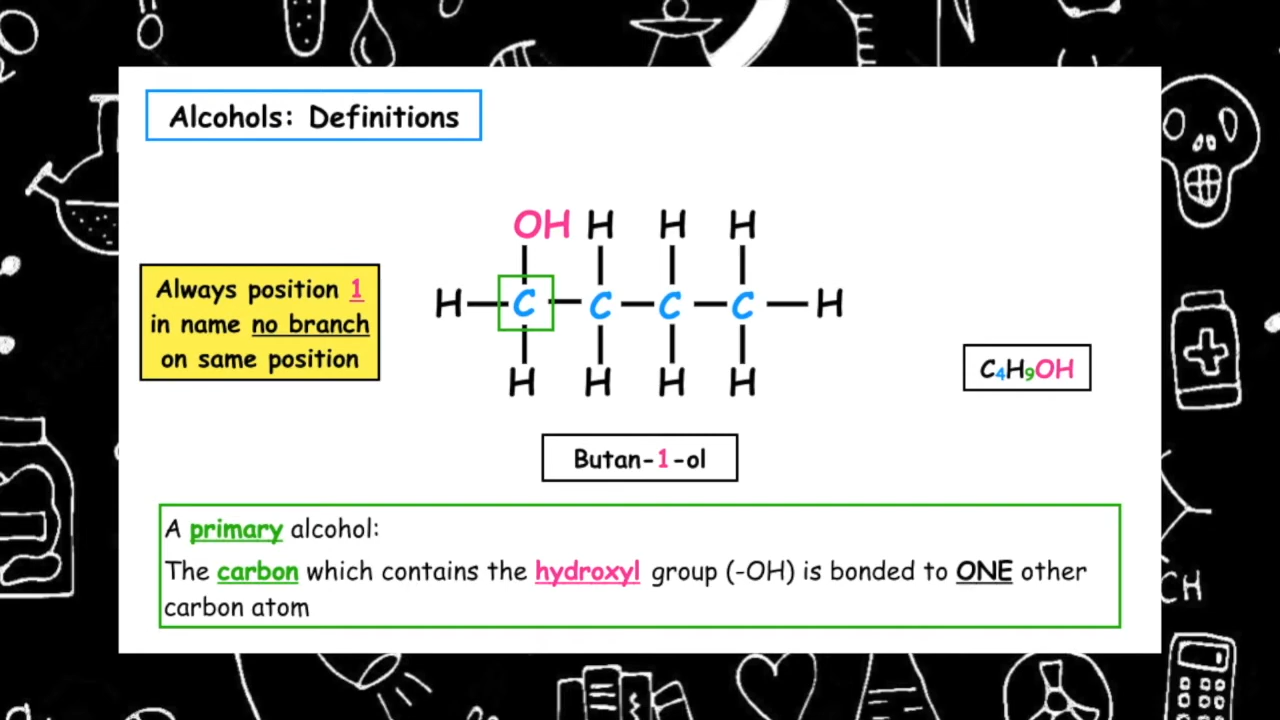 Alcohols: Definitions
OH H H H
H C C C C H
H H H H
Always position 1
in name no branch
on same position
C4H9OH
Butan-1-ol
A primary alcohol:
The carbon which contains the hydroxyl group (-OH) is bonded to ONE other
carbon atom
CH